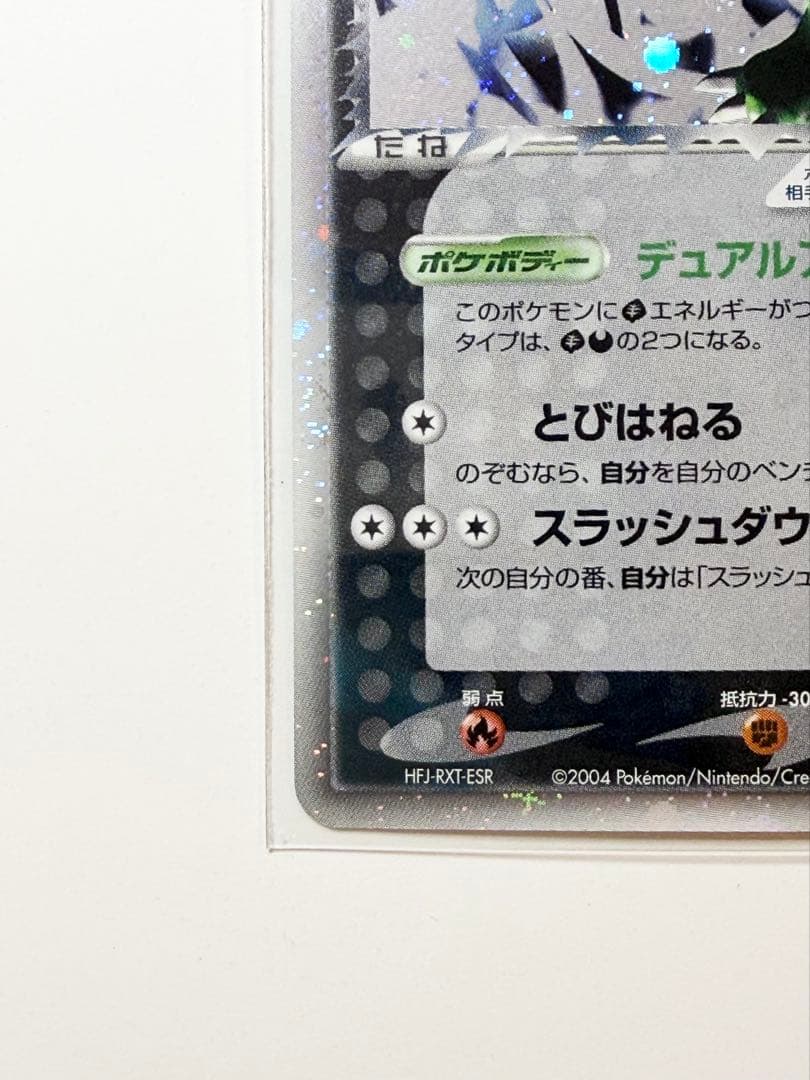 たね
相手
ポケボディー デュアルア
このポケモンに エネルギーがつ
タイプは、 の2つになる。
とびはねる
のぞむなら、自分を自分のベンチ
スラッシュダウ
次の自分の番、自分は「スラッシュ
弱点 抵抗力 -30
HFJ-RXT-ESR ©2004 Pokémon/Nintendo/Cre